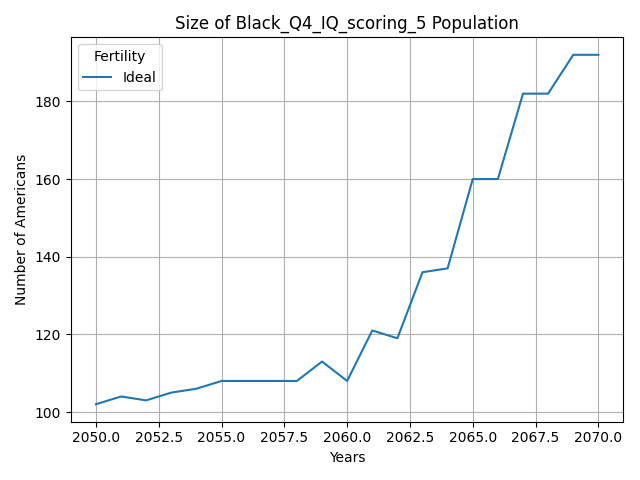 Size of Black_Q4_IQ_scoring_5 Population
Fertility
Ideal
Number of Americans
180
160
140
120
100
2050.0 2052.5 2055.0 2057.5 2060.0 2062.5 2065.0 2067.5 2070.0
Years